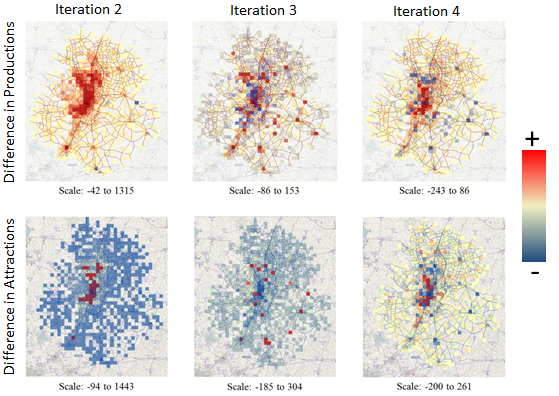 Iteration 2
Iteration 3
Iteration 4
Difference in Productions
Scale: -42 to 1315
Scale: -86 to 153
Scale: -243 to 86
+
-
Difference in Attractions
Scale: -94 to 1443
Scale: -185 to 304
Scale: -200 to 261